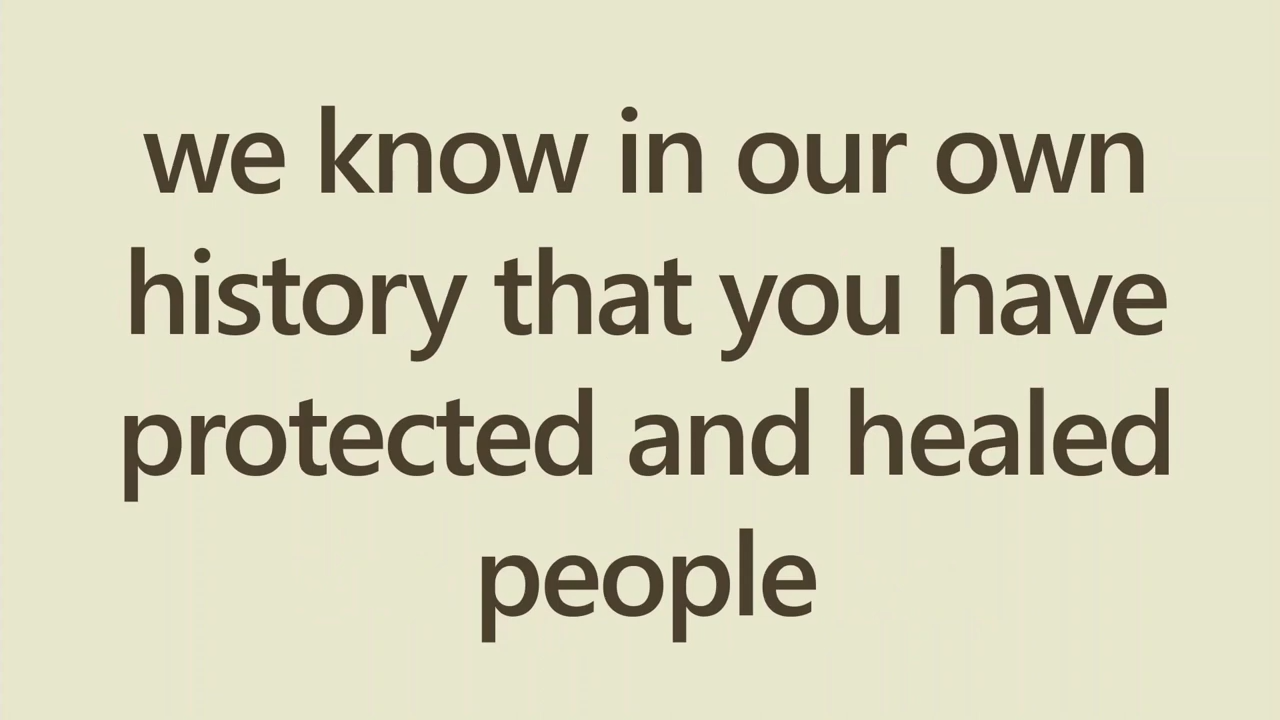 we know in our own
history that you have
protected and healed
people